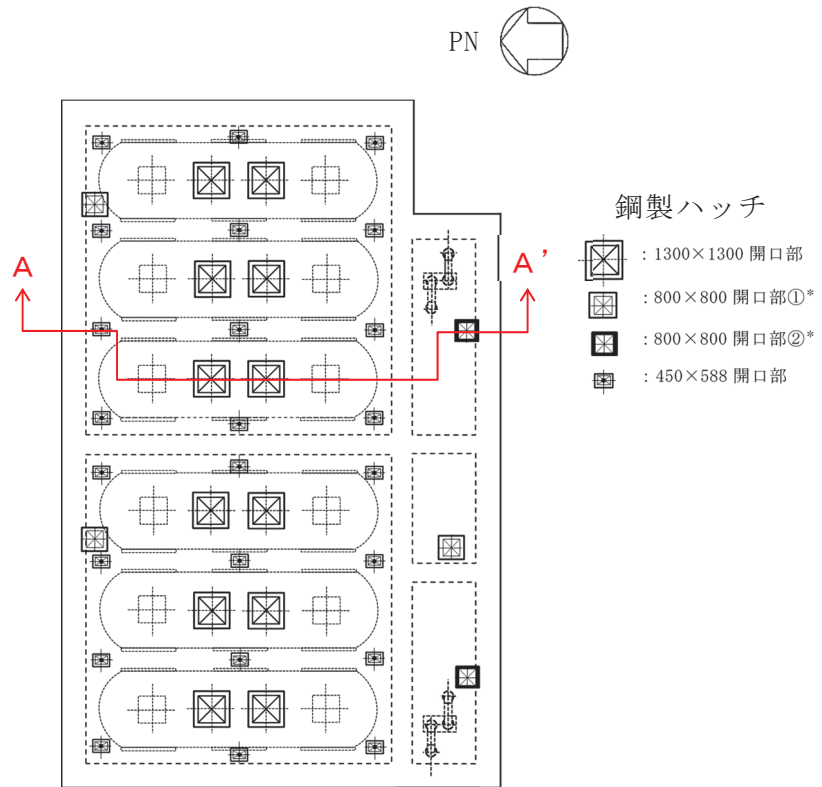 PN
鋼製ハッチ
A
A’
：1300×1300 開口部
：800×800 開口部①*
：800×800 開口部②*
：450×588 開口部